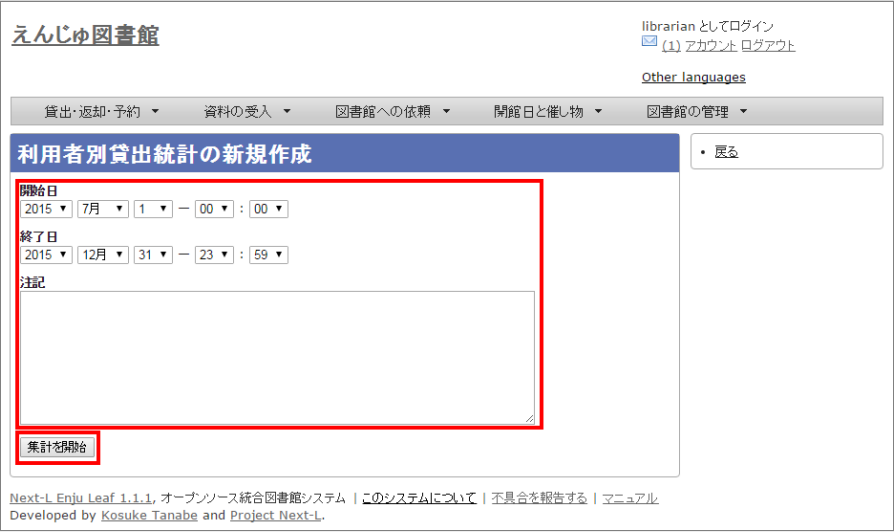 えんじゅ図書館
librarian としてログイン
(1) アカウント ログアウト
Other languages
貸出・返却・予約 ▼ 資料の受入 ▼ 図書館への依頼 ▼ 開館日と催し物 ▼ 図書館の管理 ▼
利用者別貸出統計の新規作成
• 戻る
開始日
2015 ▼ 7月 ▼ 1 ▼ — 00 ▼ : 00 ▼
終了日
2015 ▼ 12月 ▼ 31 ▼ — 23 ▼ : 59 ▼
注記
集計を開始
Next-L Enju Leaf 1.1.1, オープンソース統合図書館システム | このシステムについて | 不具合を報告する | マニュアル
Developed by Kosuke Tanabe and Project Next-L.